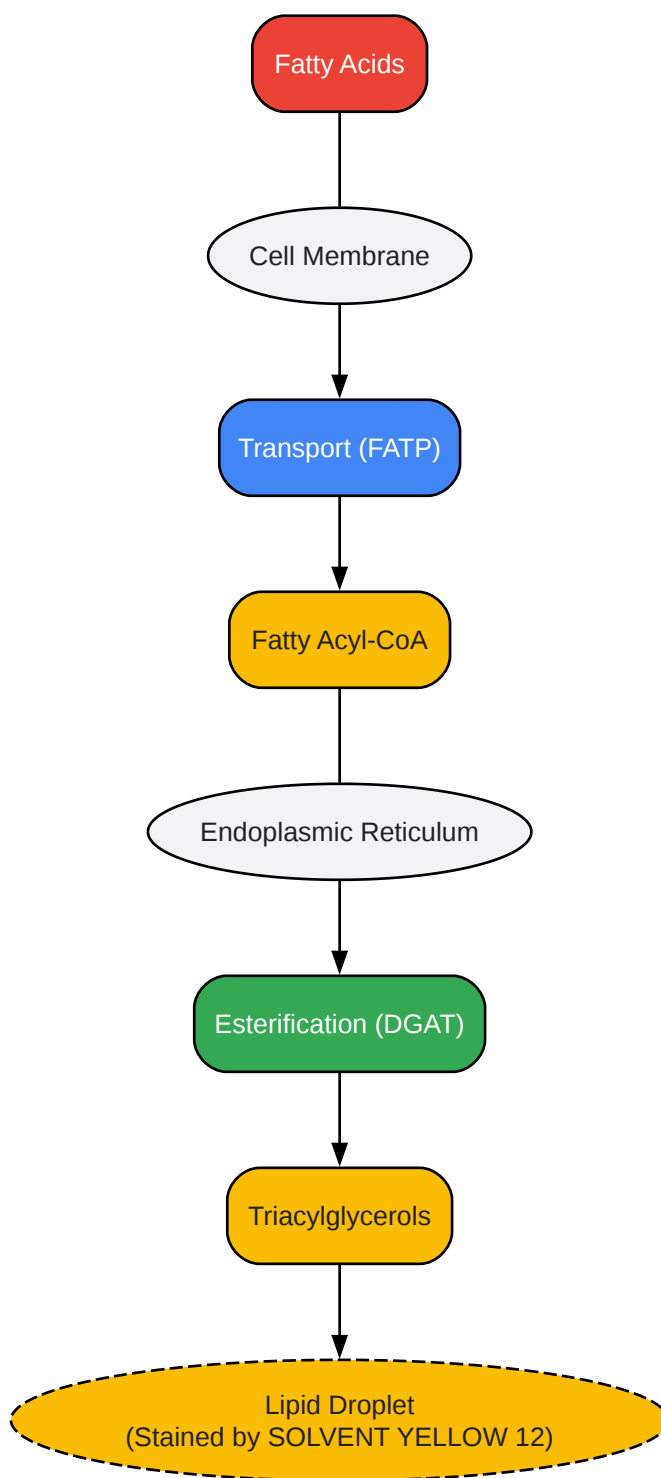 Fatty Acids
Cell Membrane
Transport (FATP)
Fatty Acyl-CoA
Endoplasmic Reticulum
Esterification (DGAT)
Triacylglycerols
Lipid Droplet
(Stained by SOLVENT YELLOW 12)